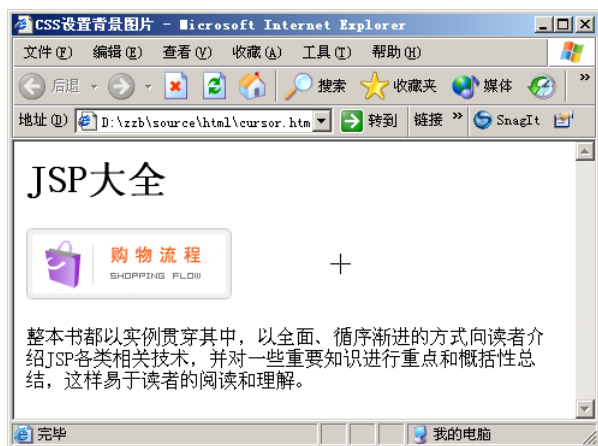 CSS设置背景图片 - Microsoft Internet Explorer
文件(F) 编辑(E) 查看(V) 收藏(A) 工具(T) 帮助(H)
后退 搜索 收藏夹 媒体 »
地址(D) D:\zzb\source\html\cursor.htm 转到 链接 » SnagIt
JSP大全
购物流程
SHOPPING FLOW
整本书都以实例贯穿其中，以全面、循序渐进的方式向读者介
绍JSP各类相关技术，并对一些重要知识进行重点和概括性总
结，这样易于读者的阅读和理解。
完毕 我的电脑